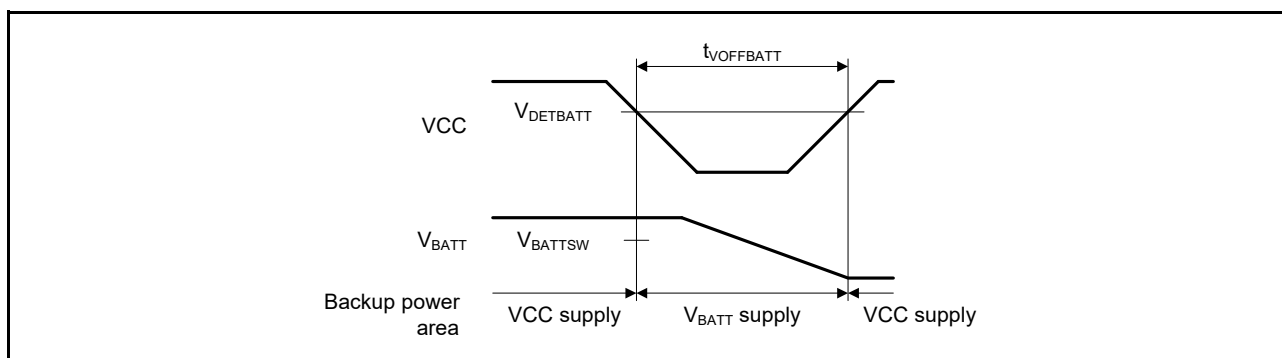 tVOFFBATT
VCC
VDETBATT
VBATT
VBATTSW
Backup power
area
VCC supply
VBATT supply
VCC supply